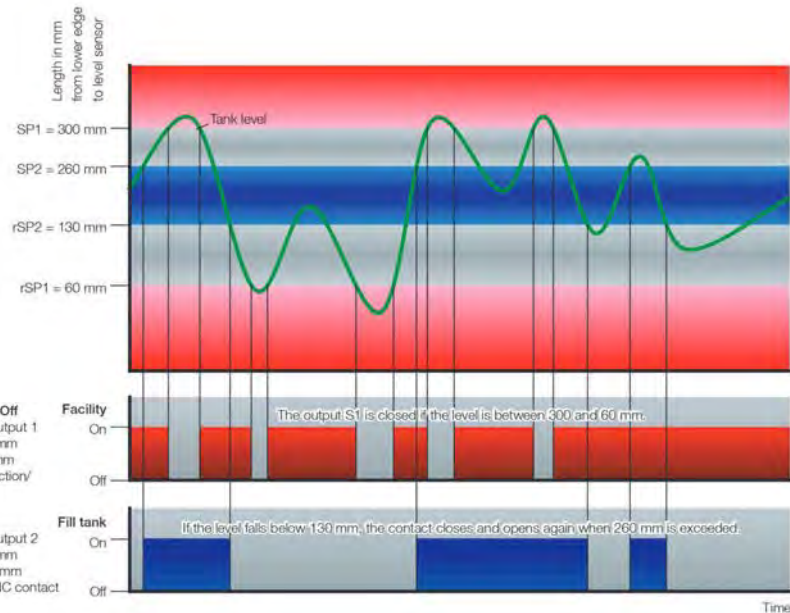 Length in mm
from lower edge
to level sensor
Tank level
SP1 = 300 mm
SP2 = 260 mm
rSP2 = 130 mm
rSP1 = 60 mm
Off
Facility
The output S1 is closed if the level is between 300 and 60 mm.
utput 1
On
mm
mm
ction/
Off
Fill tank
If the level falls below 130 mm, the contact closes and opens again when 260 mm is exceeded.
utput 2
On
mm
mm
IC contact
Off
Time